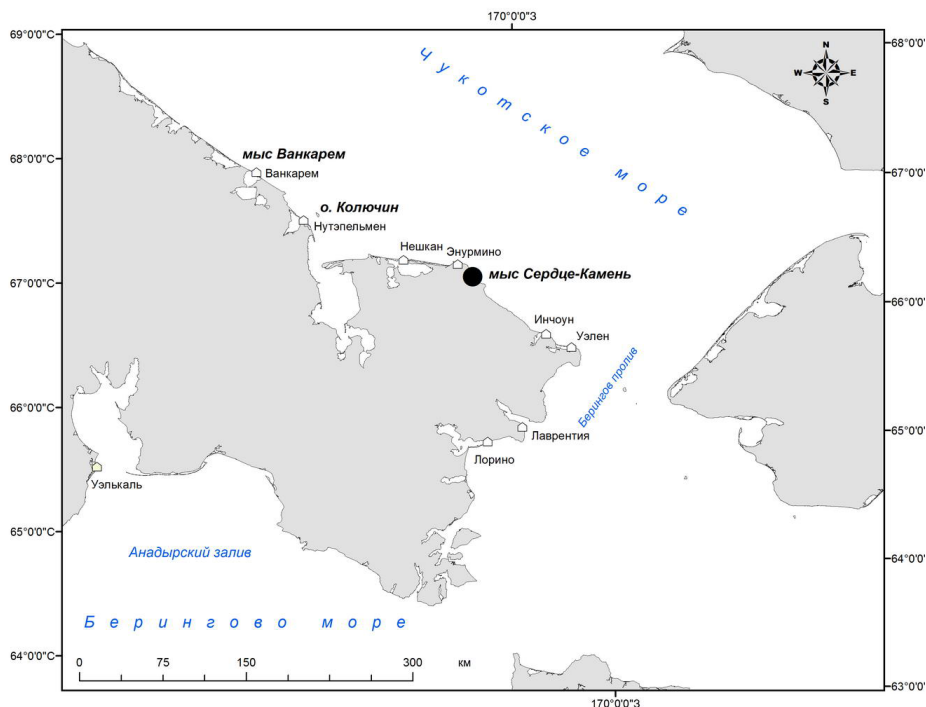 170°0'0"З
69°0'0"С
68°0'0"
N
W E
S
Чукотское море
68°0'0"С
мыс Ванкарем
Ванкарем
67°0'0"
о. Колючин
Нутэпельмен
Нешкан
Энурмино
67°0'0"С
мыс Сердце-Камень
66°0'0"
Инчоун
Уэлен
Берингов пролив
66°0'0"С
Лаврентия
65°0'0"
Лорино
Уэлькаль
65°0'0"С
Анадырский залив
64°0'0"
Берингово море
64°0'0"С
0 75 150 300 км
63°0'0"
170°0'0"З